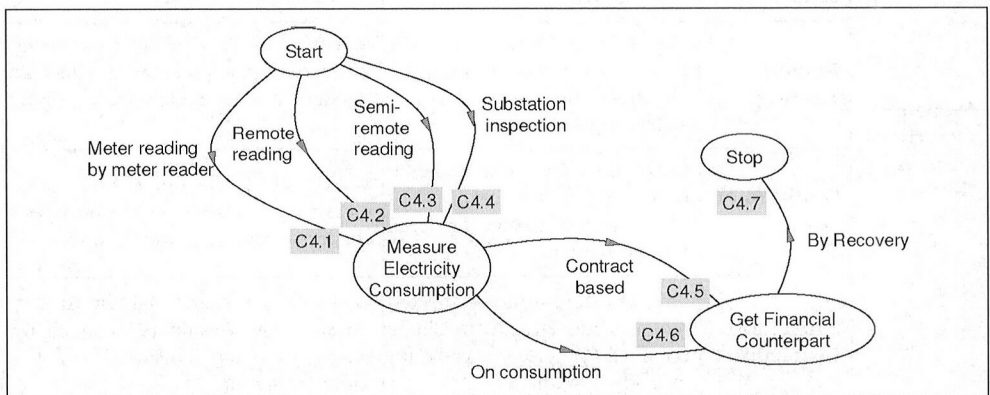 Start
Meter reading
by meter reader
Remote
reading
Semi-
remote
reading
Substation
inspection
C4.1
C4.2
C4.3
C4.4
Measure
Electricity
Consumption
Contract
based
C4.5
On consumption
C4.6
Get Financial
Counterpart
By Recovery
C4.7
Stop